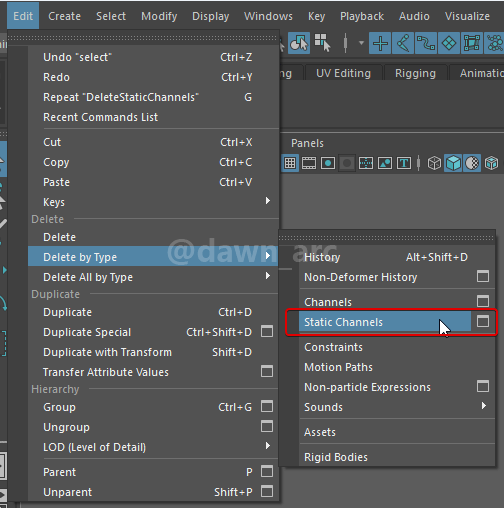 Edit Create Select Modify Display Windows Key Playback Audio Visualize
Undo "select" Ctrl+Z
Redo Ctrl+Y
Repeat "DeleteStaticChannels" G
Recent Commands List
Cut Ctrl+X
Copy Ctrl+C
Paste Ctrl+V
Keys
Delete
Delete
Delete by Type
Delete All by Type
Duplicate
Duplicate Ctrl+D
Duplicate Special Ctrl+Shift+D
Duplicate with Transform Shift+D
Transfer Attribute Values
Hierarchy
Group Ctrl+G
Ungroup
LOD (Level of Detail)
Parent P
Unparent Shift+P
ng UV Editing Rigging Animatio
Panels
@dawn_arc
History Alt+Shift+D
Non-Deformer History
Channels
Static Channels
Constraints
Motion Paths
Non-particle Expressions
Sounds
Assets
Rigid Bodies